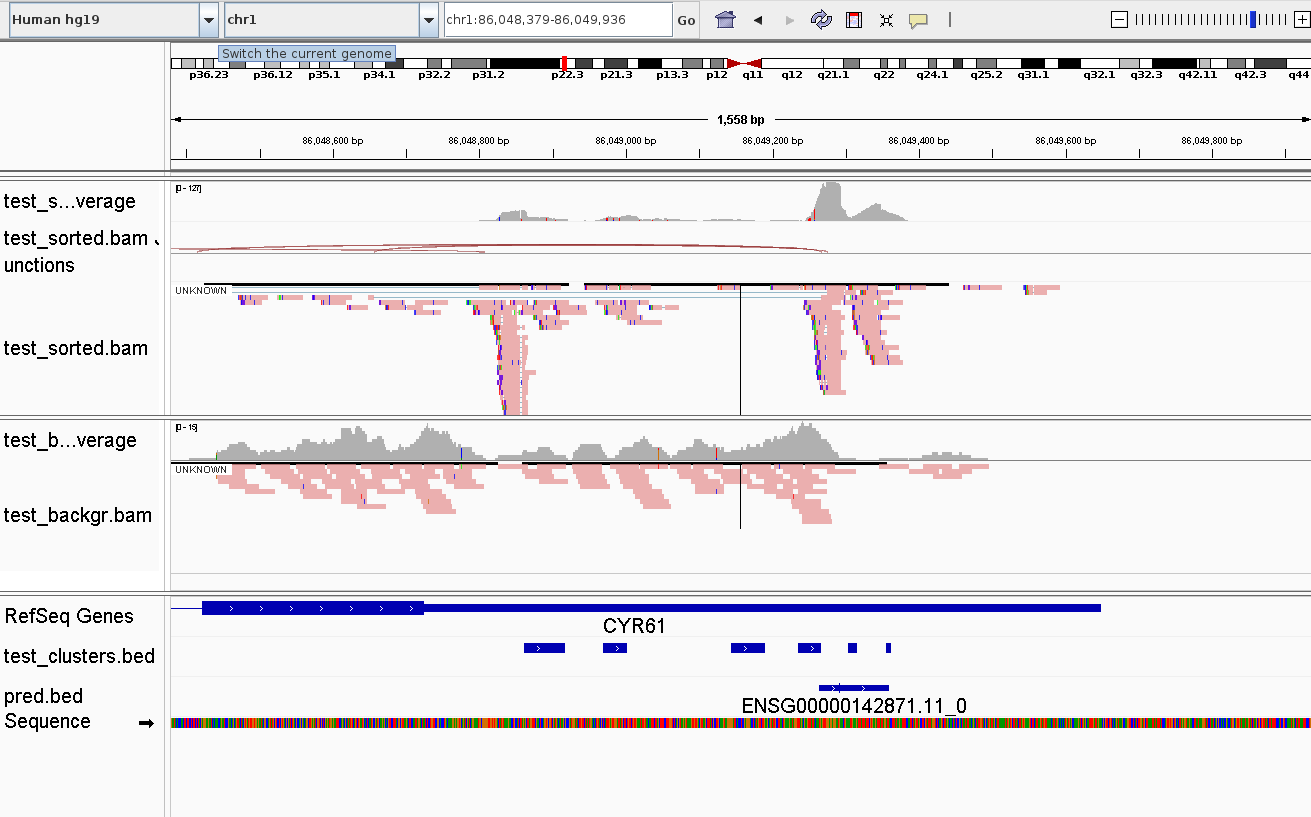 Human hg19 chr1 chr1:86,048,379-86,049,936 Go
Switch the current genome
p36.23 p36.12 p35.1 p34.1 p32.2 p31.2 p22.3 p21.3 p13.3 p12 q11 q12 q21.1 q22 q24.1 q25.2 q31.1 q32.1 q32.3 q42.11 q42.3 q44
1,558 bp
86,048,600 bp 86,048,800 bp 86,049,000 bp 86,049,200 bp 86,049,400 bp 86,049,600 bp 86,049,800 bp
[0 - 127]
test_s...verage
test_sorted.bam
unctions
UNKNOWN
test_sorted.bam
[0 - 15]
test_b...verage
UNKNOWN
test_backgr.bam
RefSeq Genes
CYR61
test_clusters.bed
pred.bed
ENSG00000142871.11_0
Sequence